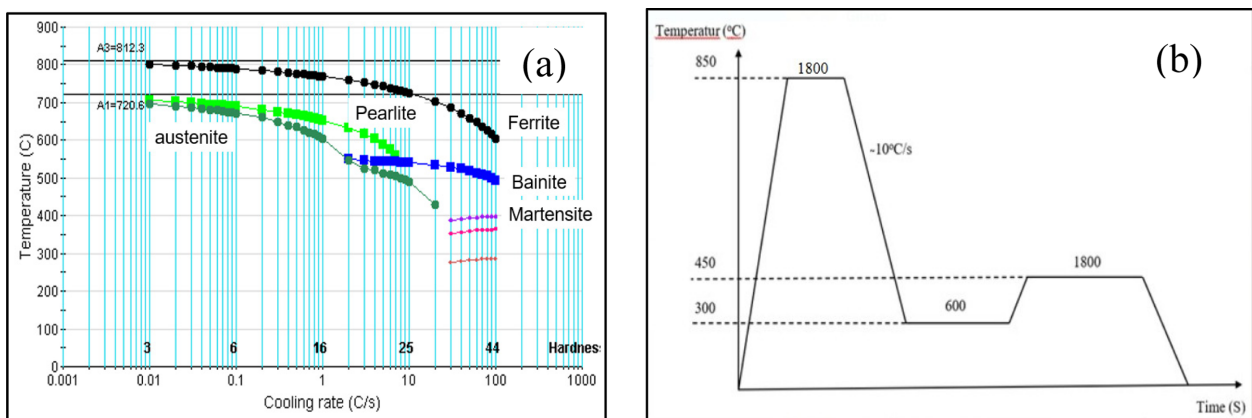 (a)
900
A3=812.3
800
700
A1=720.6
600
500
400
300
200
100
0
Temperature (C)
austenite
Pearlite
Ferrite
Bainite
Martensite
3
6
16
25
44
Hardnes
0.001
0.01
0.1
1
10
100
1000
Cooling rate (C/s)
(b)
Temperatur (⁰C)
850
1800
~10⁰C/s
450
1800
300
600
Time (S)